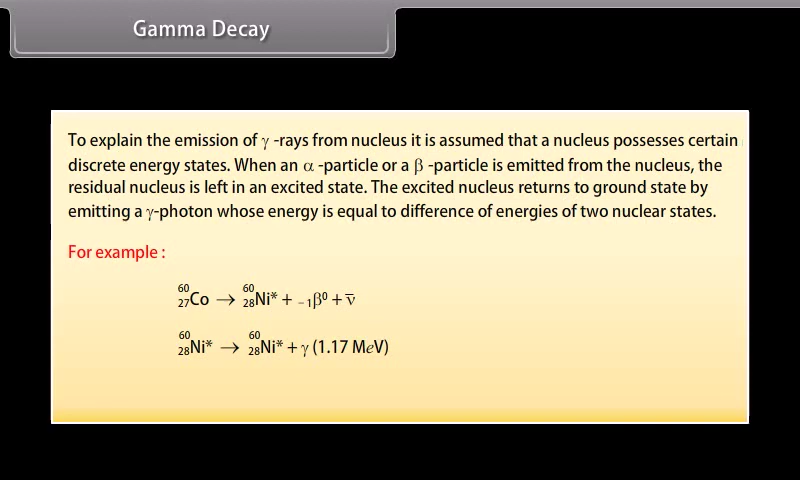 Gamma Decay
To explain the emission of γ -rays from nucleus it is assumed that a nucleus possesses certain
discrete energy states. When an α -particle or a β -particle is emitted from the nucleus, the
residual nucleus is left in an excited state. The excited nucleus returns to ground state by
emitting a γ-photon whose energy is equal to difference of energies of two nuclear states.
For example :
⁶⁰₂₇Co → ⁶⁰₂₈Ni* + ₋₁β⁰ + ν̅
⁶⁰₂₈Ni* → ⁶⁰₂₈Ni* + γ (1.17 MeV)